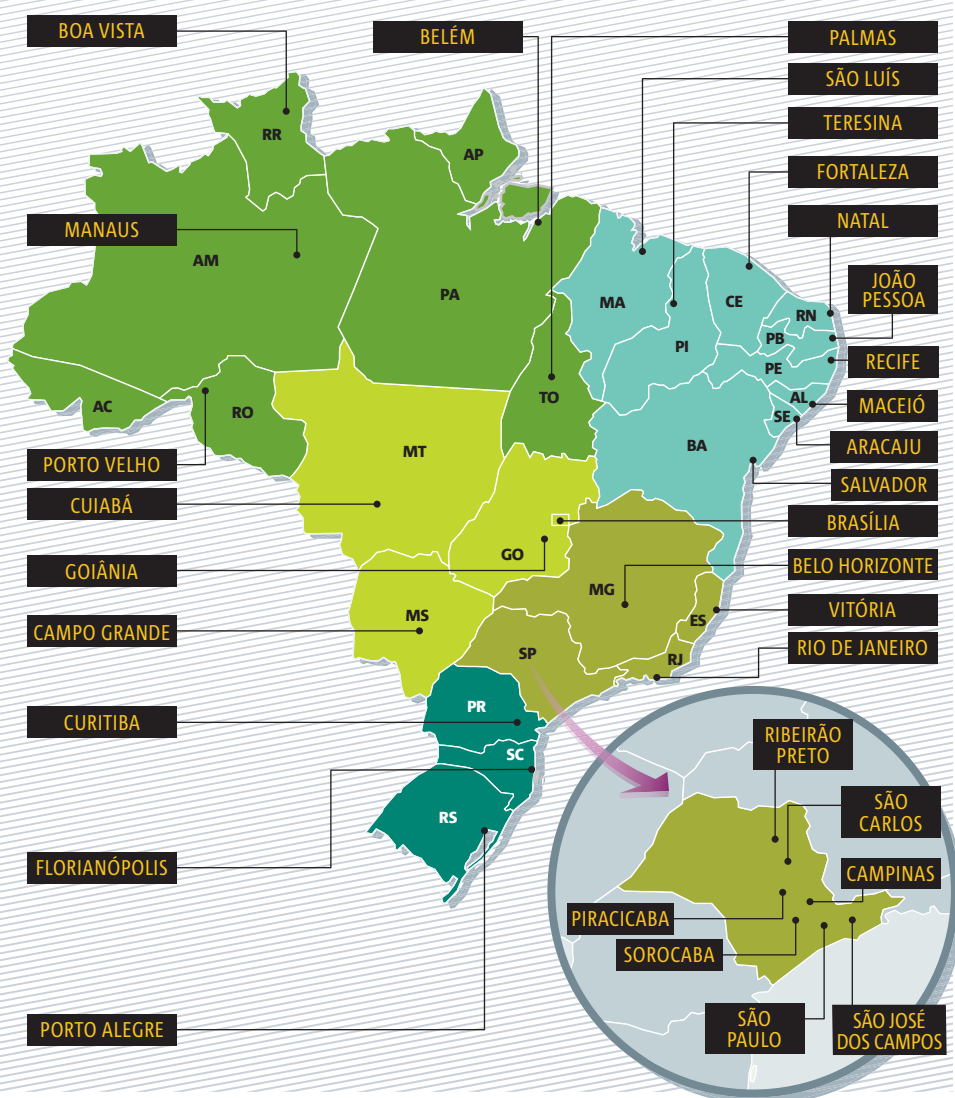 BOA VISTA
BELÉM
PALMAS
SÃO LUÍS
TERESINA
FORTALEZA
NATAL
JOÃO
PESSOA
RECIFE
MACEIÓ
ARACAJU
SALVADOR
BRASÍLIA
BELO HORIZONTE
VITÓRIA
RIO DE JANEIRO
MANAUS
PORTO VELHO
CUIABÁ
GOIÂNIA
CAMPO GRANDE
CURITIBA
FLORIANÓPOLIS
PORTO ALEGRE
RR
AP
AM
PA
MA
CE
RN
PB
PI
PE
AL
SE
AC
RO
TO
BA
MT
GO
MG
ES
MS
SP
RJ
PR
SC
RS
RIBEIRÃO
PRETO
SÃO
CARLOS
CAMPINAS
PIRACICABA
SOROCABA
SÃO
PAULO
SÃO JOSÉ
DOS CAMPOS